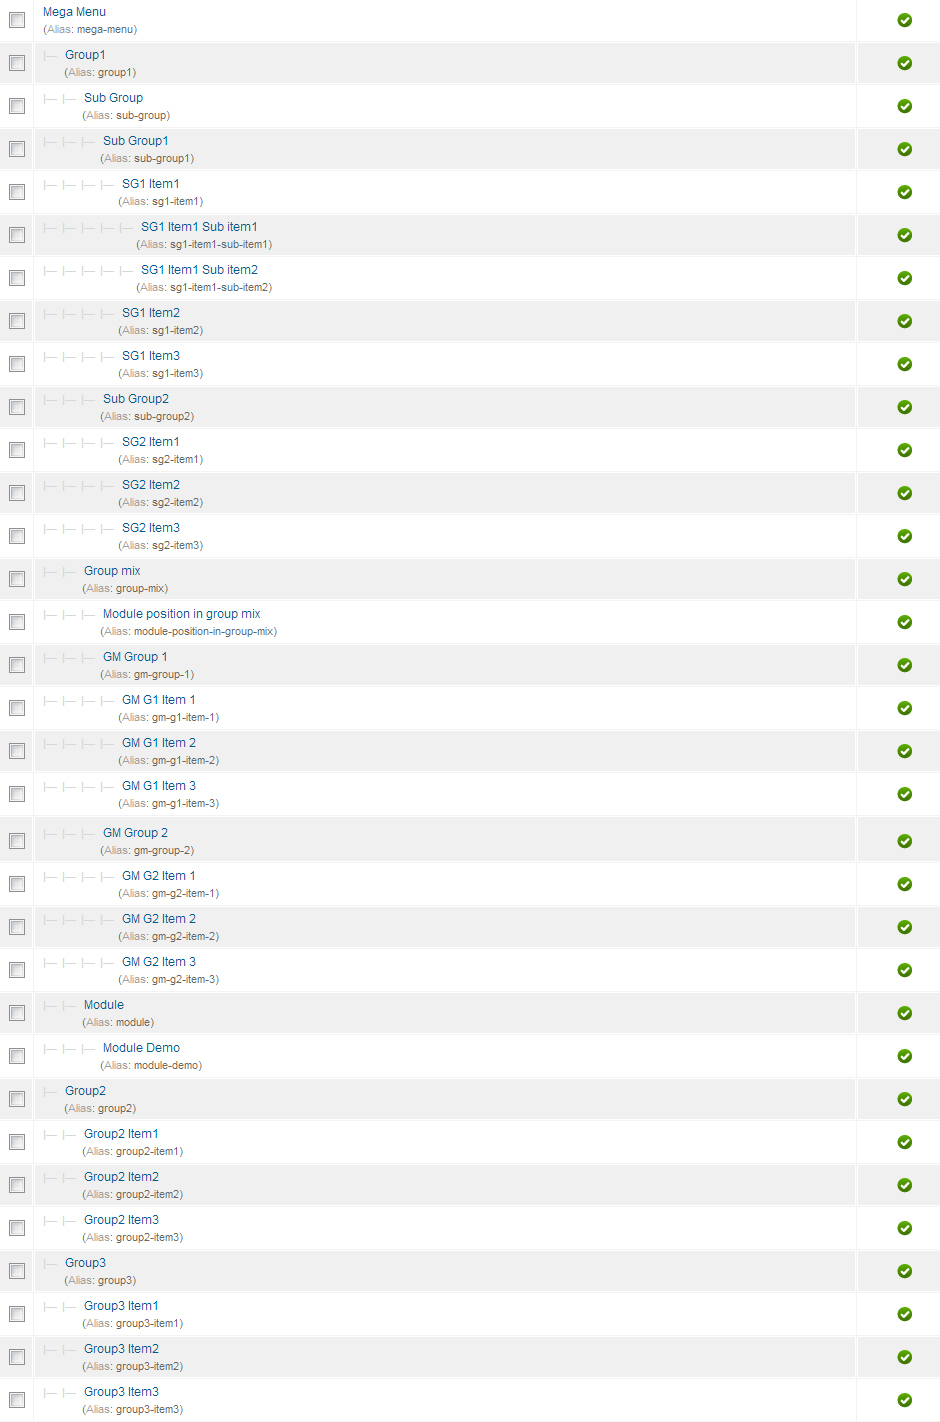 Mega Menu
(Alias: mega-menu)
Group1
(Alias: group1)
Sub Group
(Alias: sub-group)
Sub Group1
(Alias: sub-group1)
SG1 Item1
(Alias: sg1-item1)
SG1 Item1 Sub item1
(Alias: sg1-item1-sub-item1)
SG1 Item1 Sub item2
(Alias: sg1-item1-sub-item2)
SG1 Item2
(Alias: sg1-item2)
SG1 Item3
(Alias: sg1-item3)
Sub Group2
(Alias: sub-group2)
SG2 Item1
(Alias: sg2-item1)
SG2 Item2
(Alias: sg2-item2)
SG2 Item3
(Alias: sg2-item3)
Group mix
(Alias: group-mix)
Module position in group mix
(Alias: module-position-in-group-mix)
GM Group 1
(Alias: gm-group-1)
GM G1 Item 1
(Alias: gm-g1-item-1)
GM G1 Item 2
(Alias: gm-g1-item-2)
GM G1 Item 3
(Alias: gm-g1-item-3)
GM Group 2
(Alias: gm-group-2)
GM G2 Item 1
(Alias: gm-g2-item-1)
GM G2 Item 2
(Alias: gm-g2-item-2)
GM G2 Item 3
(Alias: gm-g2-item-3)
Module
(Alias: module)
Module Demo
(Alias: module-demo)
Group2
(Alias: group2)
Group2 Item1
(Alias: group2-item1)
Group2 Item2
(Alias: group2-item2)
Group2 Item3
(Alias: group2-item3)
Group3
(Alias: group3)
Group3 Item1
(Alias: group3-item1)
Group3 Item2
(Alias: group3-item2)
Group3 Item3
(Alias: group3-item3)